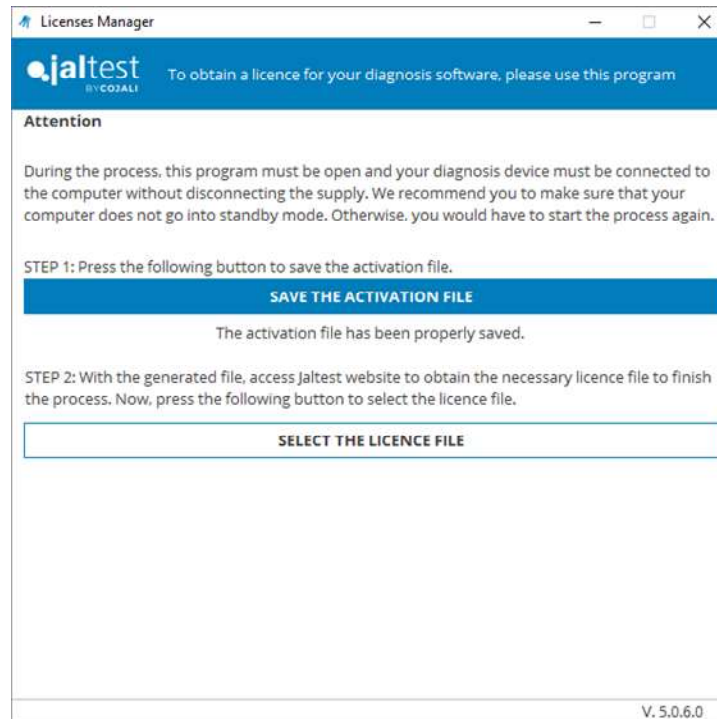 Licenses Manager
jaltest
BY COJALI
To obtain a licence for your diagnosis software, please use this program
Attention
During the process, this program must be open and your diagnosis device must be connected to
the computer without disconnecting the supply. We recommend you to make sure that your
computer does not go into standby mode. Otherwise, you would have to start the process again.
STEP 1: Press the following button to save the activation file.
SAVE THE ACTIVATION FILE
The activation file has been properly saved.
STEP 2: With the generated file, access Jaltest website to obtain the necessary licence file to finish
the process. Now, press the following button to select the licence file.
SELECT THE LICENCE FILE
V. 5.0.6.0